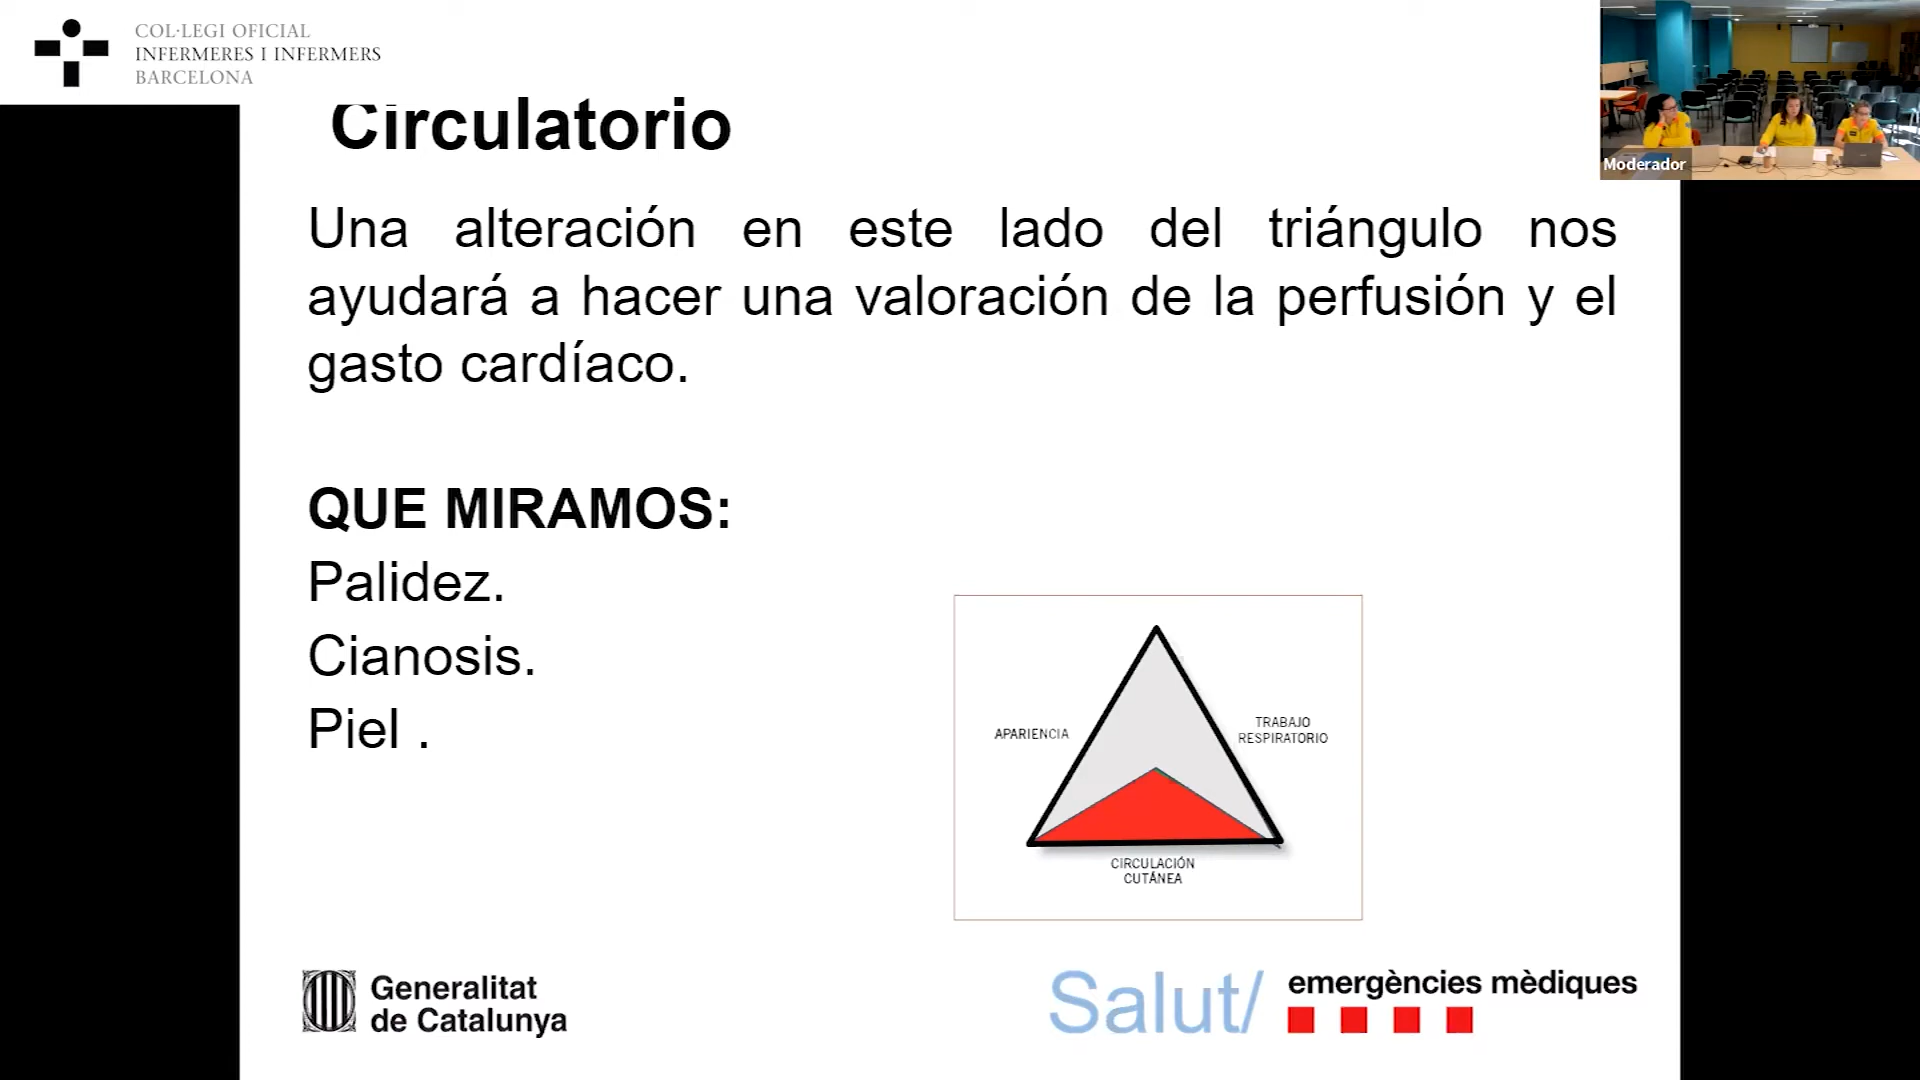 COL·LEGI OFICIAL
INFERMERES I INFERMERS
BARCELONA
Moderador
Circulatorio
Una alteración en este lado del triángulo nos
ayudará a hacer una valoración de la perfusión y el
gasto cardíaco.
QUE MIRAMOS:
Palidez.
Cianosis.
Piel .
APARIENCIA
TRABAJO
RESPIRATORIO
CIRCULACIÓN
CUTÁNEA
Generalitat
de Catalunya
Salut/
emergències mèdiques